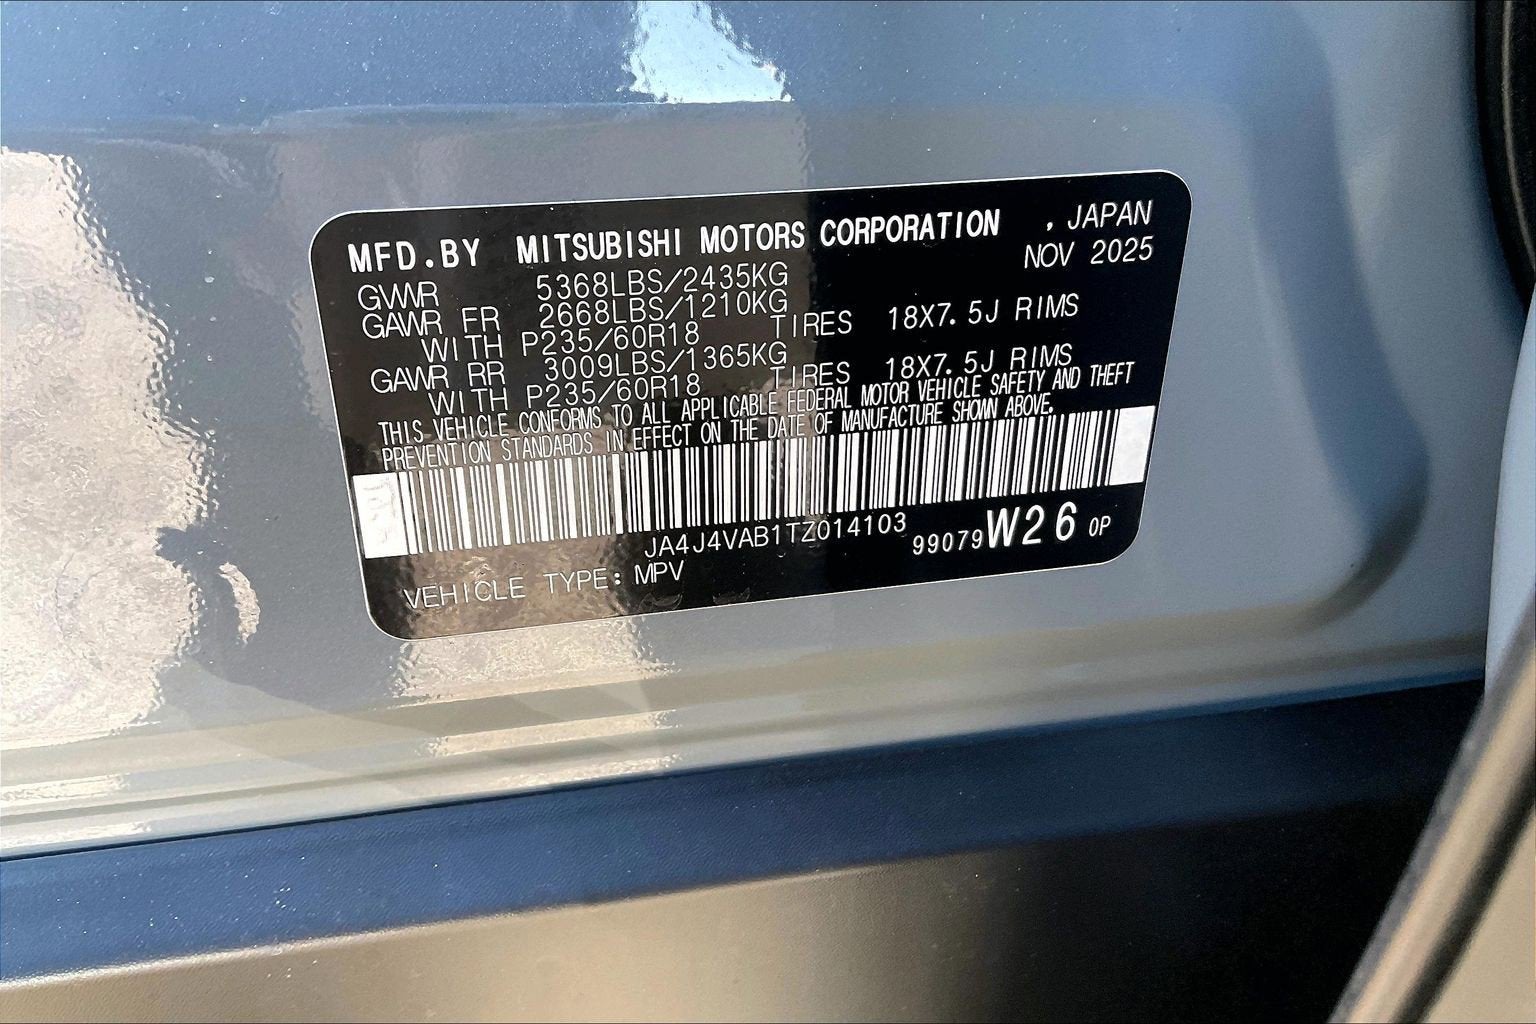 MFD.BY MITSUBISHI MOTORS CORPORATION , JAPAN
NOV 2025
GVWR 5368LBS/2435KG
GAWR FR 2668LBS/1210KG
WITH P235/60R18 TIRES 18X7.5J RIMS
GAWR RR 3009LBS/1365KG
WITH P235/60R18 TIRES 18X7.5J RIMS
THIS VEHICLE CONFORMS TO ALL APPLICABLE FEDERAL MOTOR VEHICLE SAFETY AND THEFT
PREVENTION STANDARDS IN EFFECT ON THE DATE OF MANUFACTURE SHOWN ABOVE.
JA4J4VAB1TZ014103
99079 W26 0P
VEHICLE TYPE: MPV